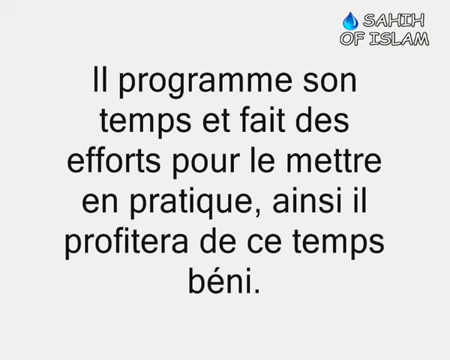 SAHIH
OF ISLAM
Il programme son
temps et fait des
efforts pour le mettre
en pratique, ainsi il
profitera de ce temps
béni.